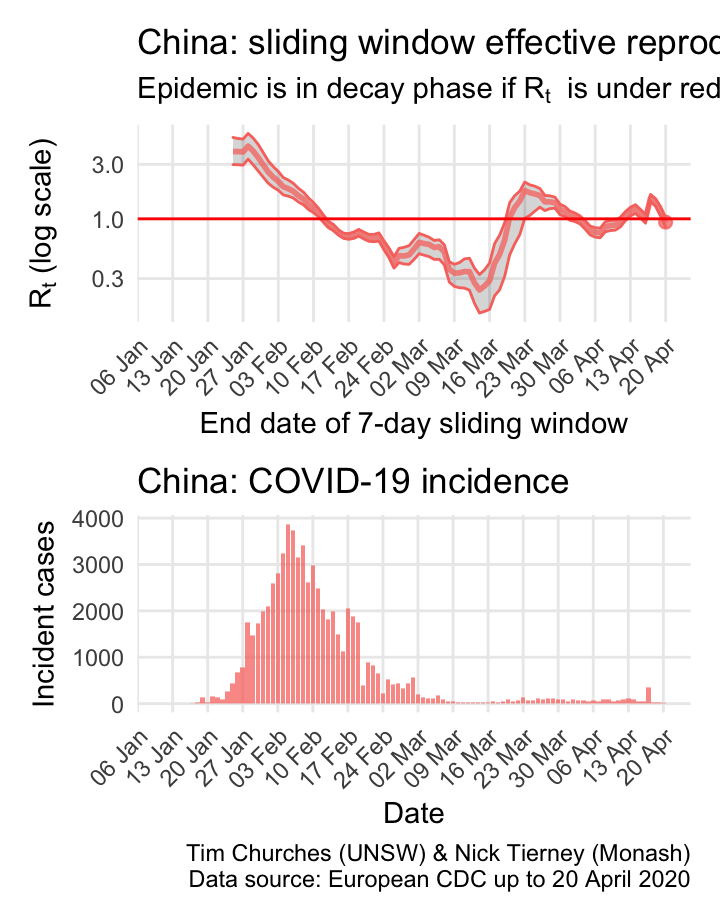 China: sliding window effective reprod
Epidemic is in decay phase if Rt is under red
Rt (log scale)
3.0
1.0
0.3
06 Jan 13 Jan 20 Jan 27 Jan 03 Feb 10 Feb 17 Feb 24 Feb 02 Mar 09 Mar 16 Mar 23 Mar 30 Mar 06 Apr 13 Apr 20 Apr
End date of 7-day sliding window
China: COVID-19 incidence
Incident cases
4000
3000
2000
1000
0
06 Jan 13 Jan 20 Jan 27 Jan 03 Feb 10 Feb 17 Feb 24 Feb 02 Mar 09 Mar 16 Mar 23 Mar 30 Mar 06 Apr 13 Apr 20 Apr
Date
Tim Churches (UNSW) & Nick Tierney (Monash)
Data source: European CDC up to 20 April 2020